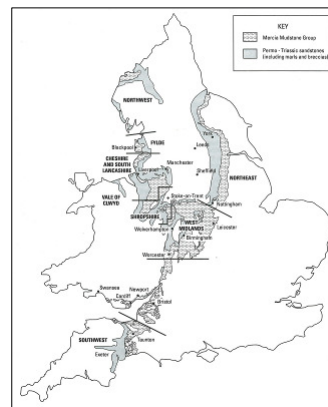 KEY
Mercia Mudstone Group
Permo - Triassic sandstones
(including marls and breccias)
NORTHWEST
York
Leeds
FYLDE
Blackpool
Manchester
CHESHIRE
AND SOUTH
LANCASHIRE
Liverpool
Sheffield
NORTHEAST
VALE OF
CLWYD
Stoke-on-Trent
Nottingham
SHROPSHIRE
WEST
MIDLANDS
Leicester
Wolverhampton
Birmingham
Worcester
Swansea
Newport
Cardiff
Bristol
SOUTHWEST
Taunton
Exeter